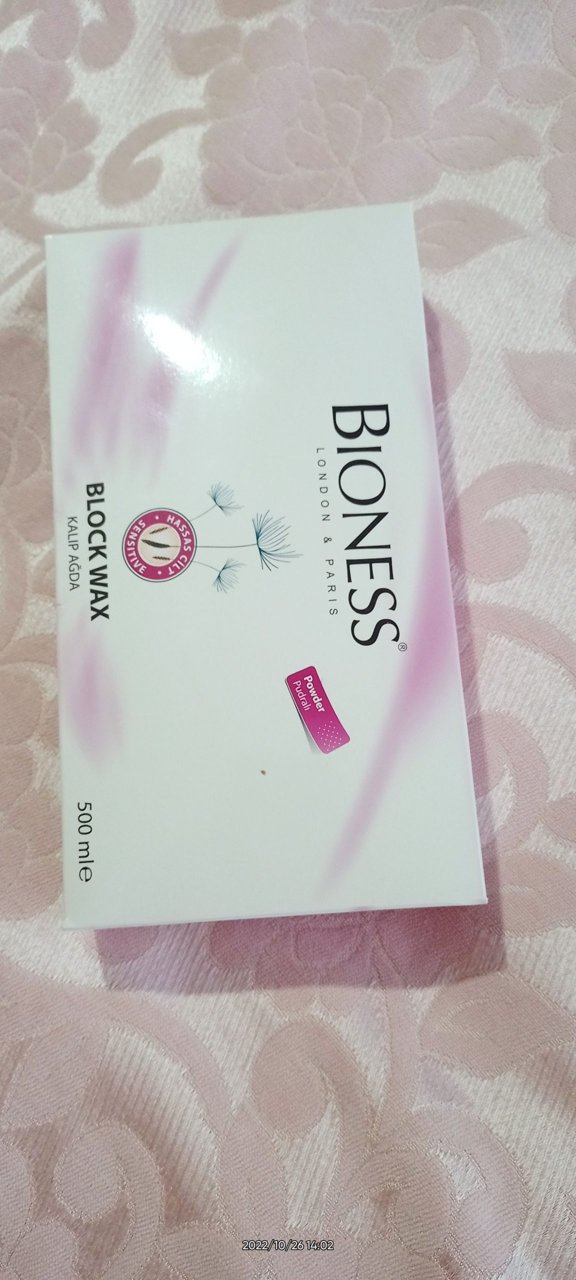 BIONESS®
LONDON & PARIS
Powder
Pudralı
HASSAS CİLT
SENSITIVE
BLOCK WAX
KALIP AĞDA
500 ml℮
2022/10/26 14:02